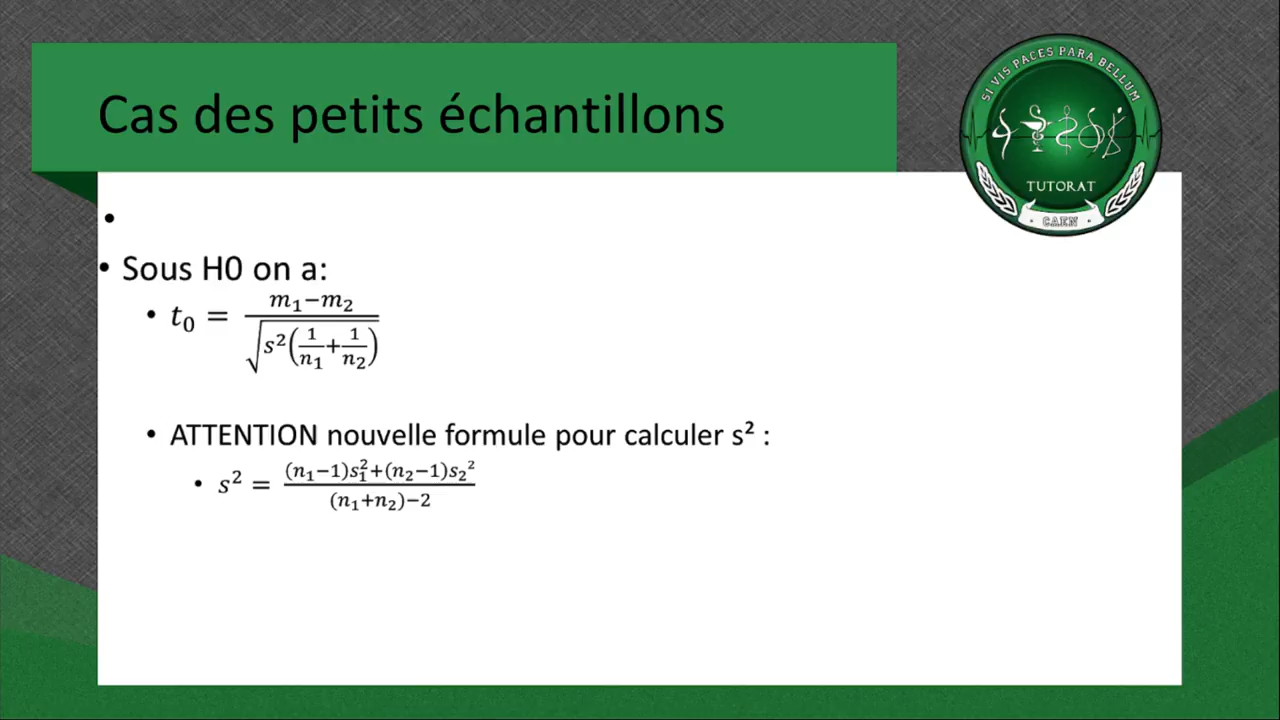 Cas des petits échantillons
SI VIS PACES PARA BELLUM
TUTORAT
CAEN
•
• Sous H0 on a:
• t₀ = (m₁−m₂) / √(s²(1/n₁ + 1/n₂))
• ATTENTION nouvelle formule pour calculer s² :
• s² = ((n₁−1)s₁²+(n₂−1)s₂²) / ((n₁+n₂)−2)